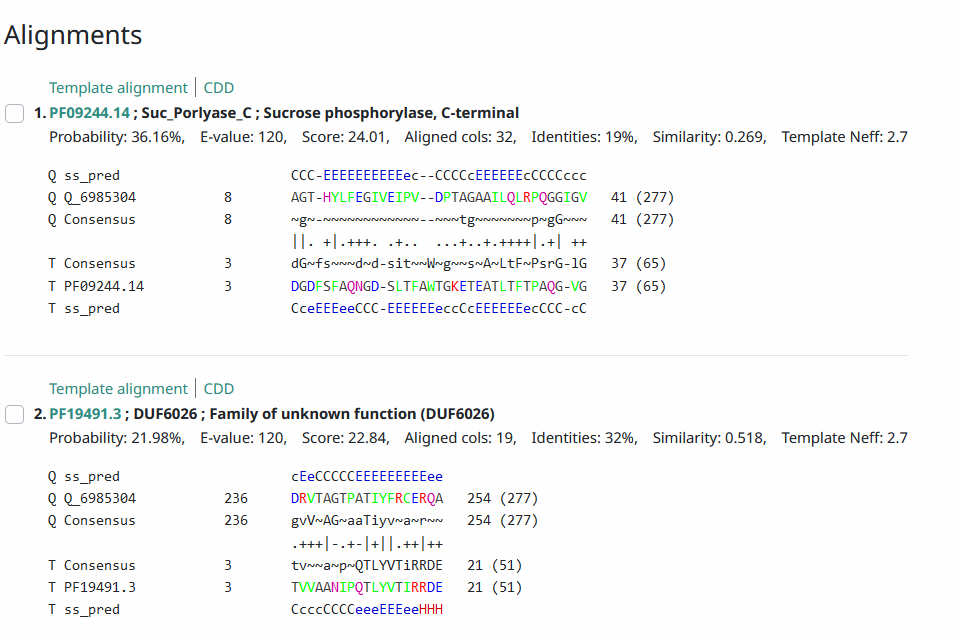 Alignments
Template alignment | CDD
1. PF09244.14 ; Suc_Porlyase_C ; Sucrose phosphorylase, C-terminal
Probability: 36.16%, E-value: 120, Score: 24.01, Aligned cols: 32, Identities: 19%, Similarity: 0.269, Template Neff: 2.7
Q ss_pred CCC-EEEEEEEEEEec--CCCCcEEEEEEcCCCCccc
Q Q_6985304 8 AGT-HYLFEGIVEIPV--DPTAGAAILQLRPQGGIGV 41 (277)
Q Consensus 8 ~g~-~~~~~~~~~~~~--~~~tg~~~~~~~p~gG~~~ 41 (277)
||. +|.+++. .+.. ...+.+..+.++++|.+| ++
T Consensus 3 dG~fs~~~d~d-sit~~W~g~~s~A~LtF~PsrG-lG 37 (65)
T PF09244.14 3 DGDFSFAQNGD-SLTFAWTGKETEATLTFTPAQG-VG 37 (65)
T ss_pred CceEEEeeCCC-EEEEEEeccCcEEEEEEecCCC-cC
Template alignment | CDD
2. PF19491.3 ; DUF6026 ; Family of unknown function (DUF6026)
Probability: 21.98%, E-value: 120, Score: 22.84, Aligned cols: 19, Identities: 32%, Similarity: 0.518, Template Neff: 2.7
Q ss_pred cEeCCCCCEEEEEEEEEee
Q Q_6985304 236 DRVTAGTPATIYFRCERQA 254 (277)
Q Consensus 236 gvV~AG~aaTiyv~a~r~~ 254 (277)
.+++|-.+-|+||.++|++
T Consensus 3 tv~~a~p~QTLYVTiRRDE 21 (51)
T PF19491.3 3 TVVAANIPQTLYVTIRRDE 21 (51)
T ss_pred CcccCCCCeeeEEEeeHHH